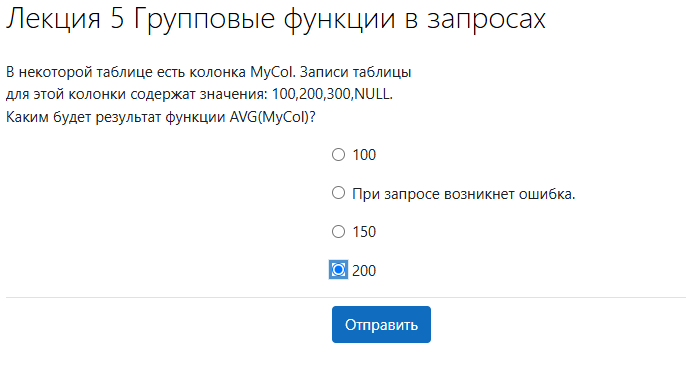 Лекция 5 Групповые функции в запросах
В некоторой таблице есть колонка MyCol. Записи таблицы
для этой колонки содержат значения: 100,200,300,NULL.
Каким будет результат функции AVG(MyCol)?
100
При запросе возникнет ошибка.
150
200
Отправить